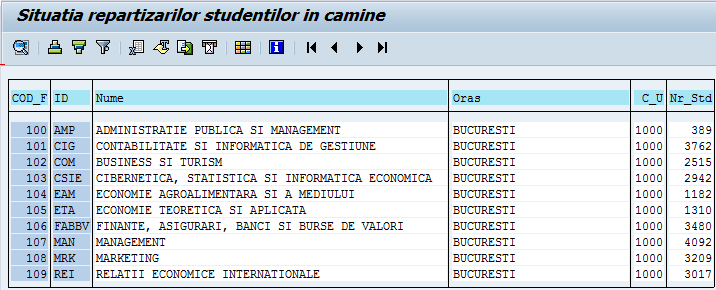 Situatia repartizarilor studentilor in camine
COD_F ID Nume Oras C_U Nr_Std
100 AMP ADMINISTRATIE PUBLICA SI MANAGEMENT BUCURESTI 1000 389
101 CIG CONTABILITATE SI INFORMATICA DE GESTIUNE BUCURESTI 1000 3762
102 COM BUSINESS SI TURISM BUCURESTI 1000 2515
103 CSIE CIBERNETICA, STATISTICA SI INFORMATICA ECONOMICA BUCURESTI 1000 2942
104 EAM ECONOMIE AGROALIMENTARA SI A MEDIULUI BUCURESTI 1000 1182
105 ETA ECONOMIE TEORETICA SI APLICATA BUCURESTI 1000 1310
106 FABBV FINANTE, ASIGURARI, BANCI SI BURSE DE VALORI BUCURESTI 1000 3480
107 MAN MANAGEMENT BUCURESTI 1000 4092
108 MRK MARKETING BUCURESTI 1000 3209
109 REI RELATII ECONOMICE INTERNATIONALE BUCURESTI 1000 3017